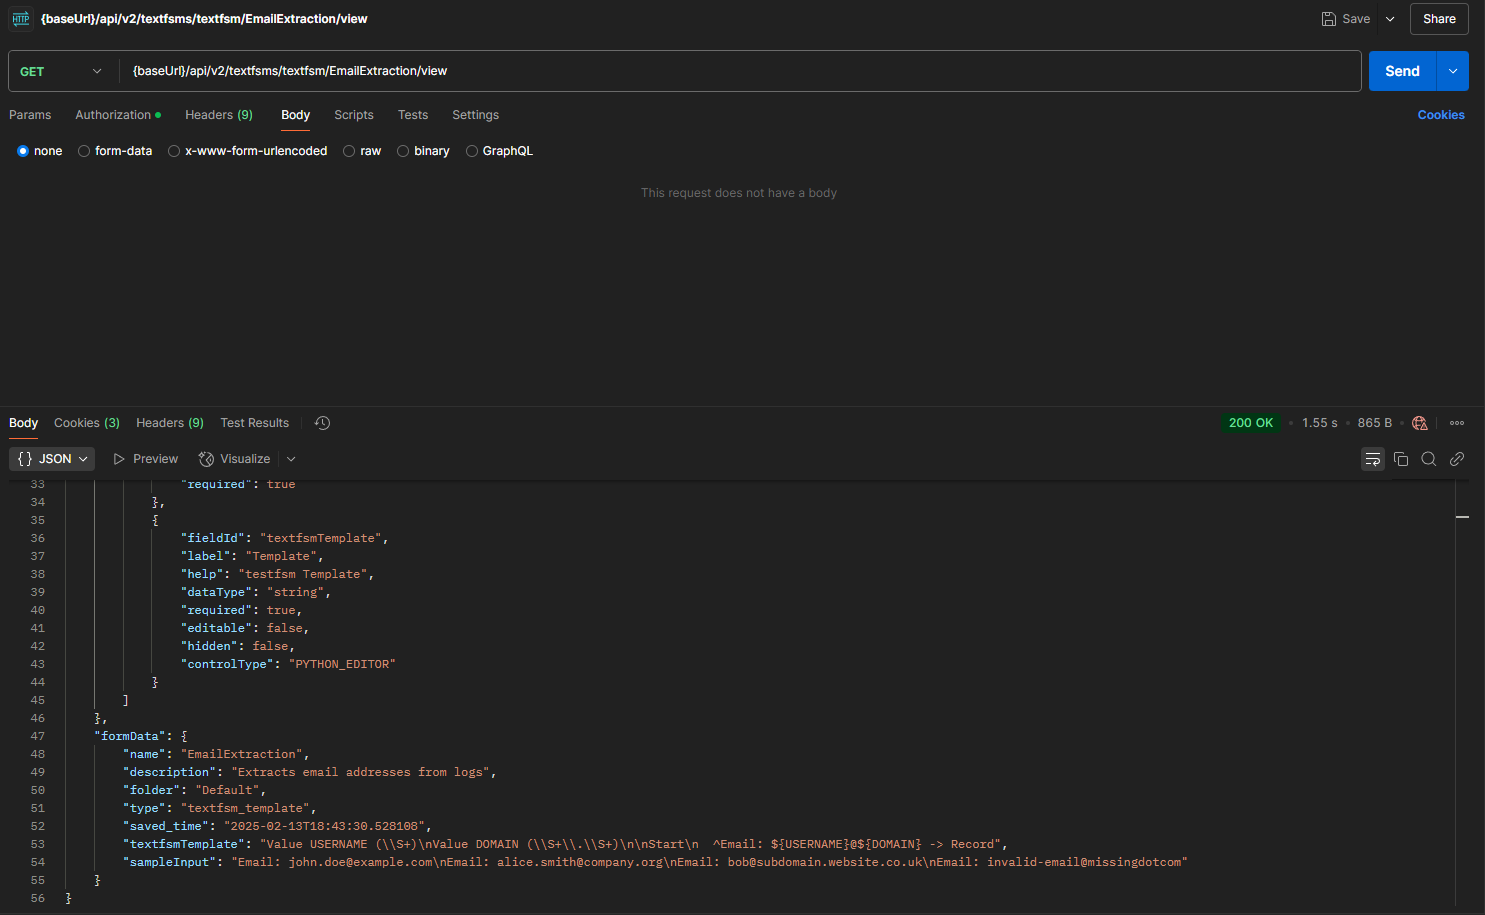 HTTP {baseUrl}/api/v2/textfsms/textfsm/EmailExtraction/view Save Share
GET {baseUrl}/api/v2/textfsms/textfsm/EmailExtraction/view Send
Params Authorization Headers (9) Body Scripts Tests Settings Cookies
none form-data x-www-form-urlencoded raw binary GraphQL
This request does not have a body
Body Cookies (3) Headers (9) Test Results 200 OK • 1.55 s • 865 B •
{} JSON Preview Visualize
33 "required": true
34 },
35 {
36 "fieldId": "textfsmTemplate",
37 "label": "Template",
38 "help": "testfsm Template",
39 "dataType": "string",
40 "required": true,
41 "editable": false,
42 "hidden": false,
43 "controlType": "PYTHON_EDITOR"
44 }
45 ]
46 },
47 "formData": {
48 "name": "EmailExtraction",
49 "description": "Extracts email addresses from logs",
50 "folder": "Default",
51 "type": "textfsm_template",
52 "saved_time": "2025-02-13T18:43:30.528108",
53 "textfsmTemplate": "Value USERNAME (\\S+)\nValue DOMAIN (\\S+\\.\\S+)\n\nStart\n  ^Email: ${USERNAME}@${DOMAIN} -> Record",
54 "sampleInput": "Email: john.doe@example.com\nEmail: alice.smith@company.org\nEmail: bob@subdomain.website.co.uk\nEmail: invalid-email@missingdotcom"
55 }
56 }